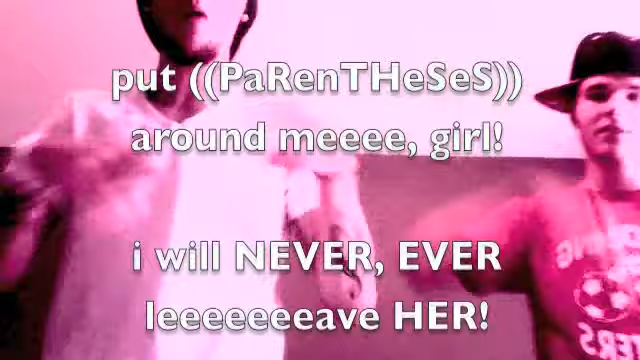 put ((PaRenTHeSeS))
around meeee, girl!
i will NEVER, EVER
leeeeeeeave HER!